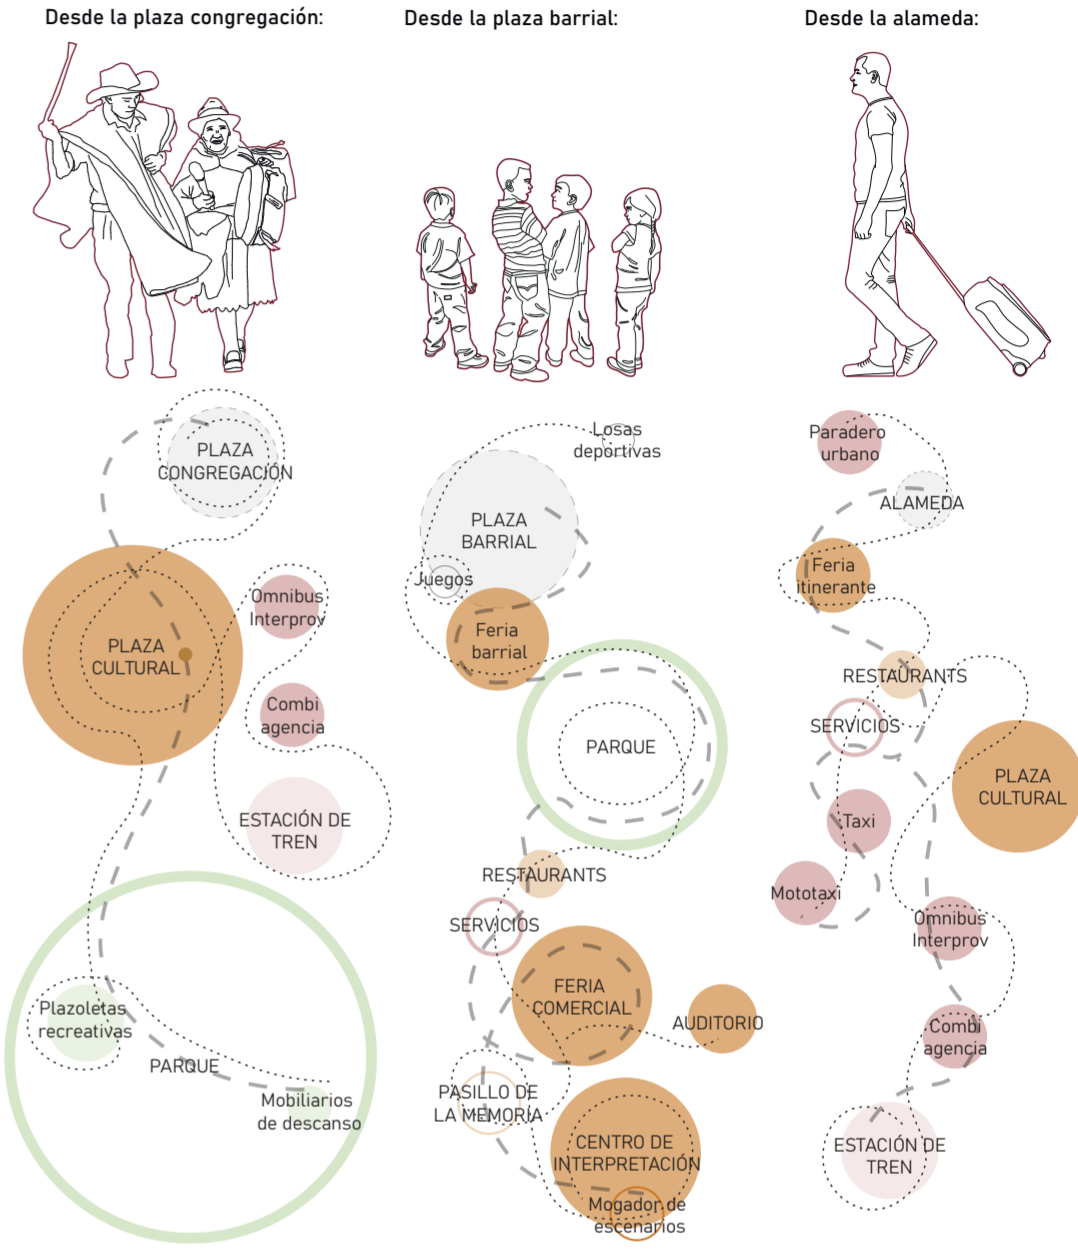 Desde la plaza congregación:
PLAZA
CONGREGACIÓN
PLAZA
CULTURAL
Omnibus
Interprov
Combi
agencia
ESTACIÓN DE
TREN
Plazoletas
recreativas
PARQUE
Mobiliarios
de descanso
Desde la plaza barrial:
Losas
deportivas
PLAZA
BARRIAL
Juegos
Feria
barrial
PARQUE
RESTAURANTS
SERVICIOS
FERIA
COMERCIAL
AUDITORIO
PASILLO DE
LA MEMORIA
CENTRO DE
INTERPRETACIÓN
Mogador de
escenarios
Desde la alameda:
Paradero
urbano
ALAMEDA
Feria
itinerante
RESTAURANTS
SERVICIOS
PLAZA
CULTURAL
Taxi
Mototaxi
Omnibus
Interprov
Combi
agencia
ESTACIÓN DE
TREN